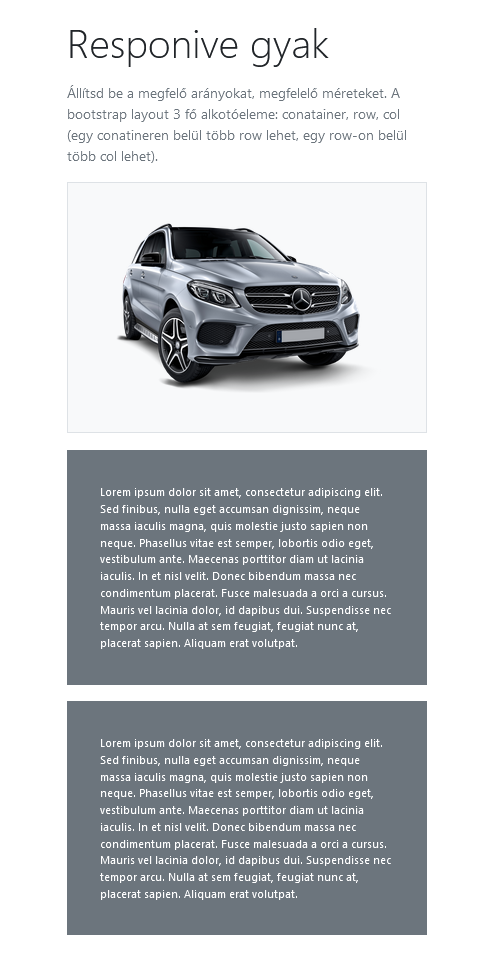 Responive gyak
Állítsd be a megfelő arányokat, megfelelő méreteket. A
bootstrap layout 3 fő alkotóeleme: conatainer, row, col
(egy conatineren belül több row lehet, egy row-on belül
több col lehet).
Lorem ipsum dolor sit amet, consectetur adipiscing elit.
Sed finibus, nulla eget accumsan dignissim, neque
massa iaculis magna, quis molestie justo sapien non
neque. Phasellus vitae est semper, lobortis odio eget,
vestibulum ante. Maecenas porttitor diam ut lacinia
iaculis. In et nisl velit. Donec bibendum massa nec
condimentum placerat. Fusce malesuada a orci a cursus.
Mauris vel lacinia dolor, id dapibus dui. Suspendisse nec
tempor arcu. Nulla at sem feugiat, feugiat nunc at,
placerat sapien. Aliquam erat volutpat.
Lorem ipsum dolor sit amet, consectetur adipiscing elit.
Sed finibus, nulla eget accumsan dignissim, neque
massa iaculis magna, quis molestie justo sapien non
neque. Phasellus vitae est semper, lobortis odio eget,
vestibulum ante. Maecenas porttitor diam ut lacinia
iaculis. In et nisl velit. Donec bibendum massa nec
condimentum placerat. Fusce malesuada a orci a cursus.
Mauris vel lacinia dolor, id dapibus dui. Suspendisse nec
tempor arcu. Nulla at sem feugiat, feugiat nunc at,
placerat sapien. Aliquam erat volutpat.